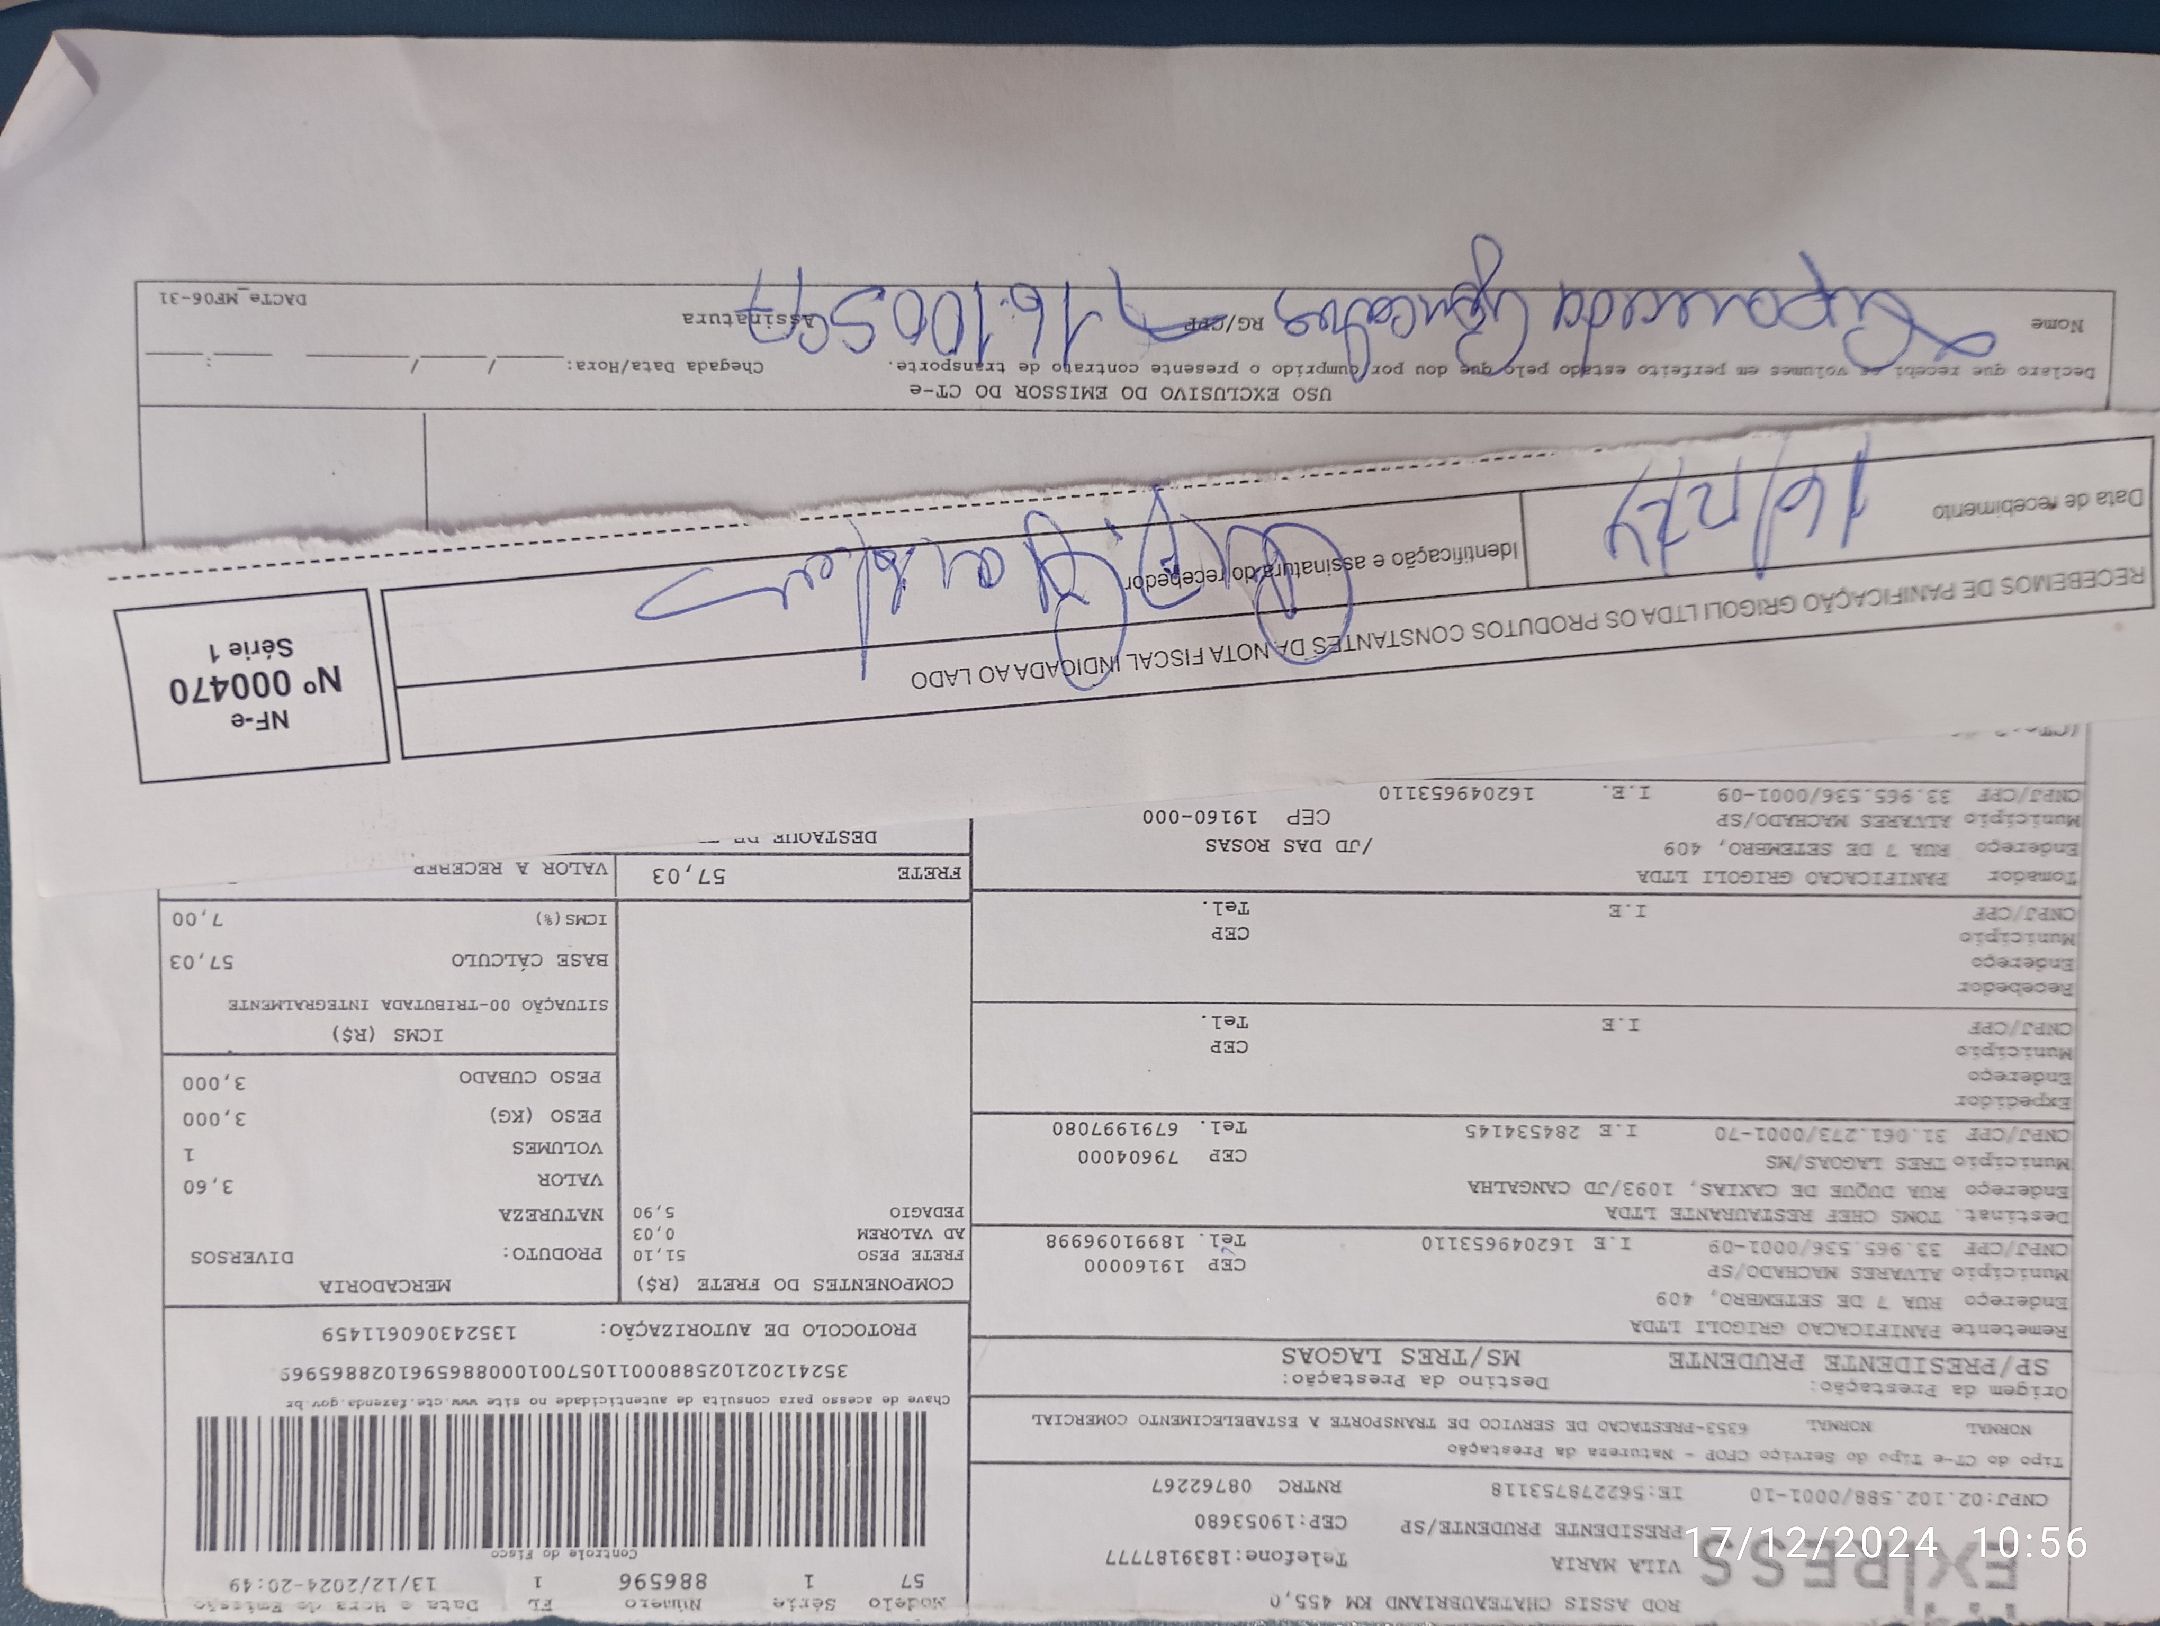 ROD ASSIS CHATEAUBRIAND KM 455,0
VILA MARIA Telefone:1839187777
PRESIDENTE PRUDENTE/SP CEP:19053680
CNPJ:02.102.588/0001-10 IE:562278753118 RNTRC 08762267
EXPRESS
Modelo Série Número FL Data e Hora de Emissão
57 1 886596 1 13/12/2024-20:49
Controle do Fisco
Chave de acesso para consulta de autenticidade no site www.cte.fazenda.gov.br
PROTOCOLO DE AUTORIZAÇÃO: 135243060611459
Tipo do CT-e Tipo do Serviço CFOP - Natureza da Prestação
NORMAL NORMAL 6353-PRESTACAO DE SERVICO DE TRANSPORTE A ESTABELECIMENTO COMERCIAL
Origem da Prestação: Destino da Prestação:
SP/PRESIDENTE PRUDENTE MS/TRES LAGOAS
Remetente PANIFICACAO GRIGOLI LTDA
Endereço RUA 7 DE SETEMBRO, 409
Município ALVARES MACHADO/SP CEP 19160000
CNPJ/CPF 33.965.536/0001-09 I.E 162049653110 Tel. 18991096998
Destinat. TOMS CHEF RESTAURANTE LTDA
Endereço RUA DUQUE DE CAXIAS, 1093/JD CANGALHA
Município TRES LAGOAS/MS CEP 79604000
CNPJ/CPF 31.061.273/0001-70 I.E 284534145 Tel. 6791997080
Expedidor
Endereço
Município CEP
CNPJ/CPF I.E Tel.
Recebedor
Endereço
Município CEP
CNPJ/CPF I.E Tel.
Tomador PANIFICACAO GRIGOLI LTDA
Endereço RUA 7 DE SETEMBRO, 409 /JD DAS ROSAS
Município ALVARES MACHADO/SP CEP 19160-000
CNPJ/CPF 33.965.536/0001-09 I.E. 162049653110
COMPONENTES DO FRETE (R$)
FRETE PESO 51,10
AD VALOREM 0,03
PEDAGIO 5,90
FRETE 57,03
DESTAQUE DE
MERCADORIA
PRODUTO: DIVERSOS
NATUREZA
VALOR 3,60
VOLUMES 1
PESO (KG) 3,000
PESO CUBADO 3,000
ICMS (R$)
SITUAÇÃO 00-TRIBUTADA INTEGRALMENTE
BASE CÁLCULO 57,03
ICMS(%) 7,00
VALOR A RECEBER
RECEBEMOS DE PANIFICAÇÃO GRIGOLI LTDA OS PRODUTOS CONSTANTES DA NOTA FISCAL INDICADA AO LADO
Data de recebimento Identificação e assinatura do recebedor
NF-e
Nº 000470
Série 1
USO EXCLUSIVO DO EMISSOR DO CT-e
Declaro que recebi os volumes em perfeito estado pelo que dou por cumprido o presente contrato de transporte. Chegada Data/Hora: ___/___/___ ___:___
Nome RG/CPF Assinatura
DACTe_MF06-31
17/12/2024 10:56